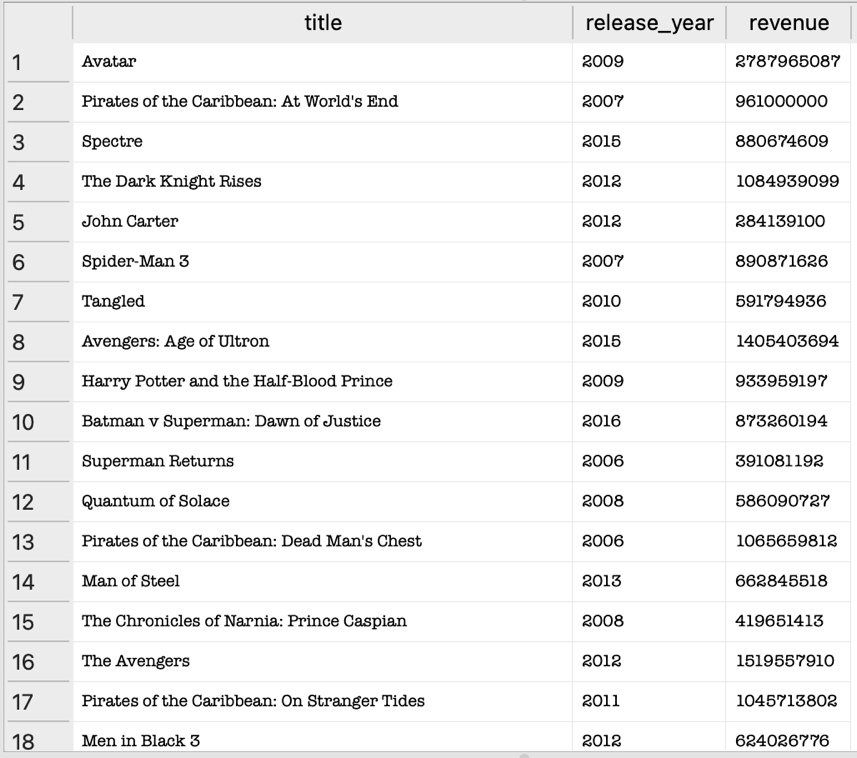 title release_year revenue
1 Avatar 2009 2787965087
2 Pirates of the Caribbean: At World's End 2007 961000000
3 Spectre 2015 880674609
4 The Dark Knight Rises 2012 1084939099
5 John Carter 2012 284139100
6 Spider-Man 3 2007 890871626
7 Tangled 2010 591794936
8 Avengers: Age of Ultron 2015 1405403694
9 Harry Potter and the Half-Blood Prince 2009 933959197
10 Batman v Superman: Dawn of Justice 2016 873260194
11 Superman Returns 2006 391081192
12 Quantum of Solace 2008 586090727
13 Pirates of the Caribbean: Dead Man's Chest 2006 1065659812
14 Man of Steel 2013 662845518
15 The Chronicles of Narnia: Prince Caspian 2008 419651413
16 The Avengers 2012 1519557910
17 Pirates of the Caribbean: On Stranger Tides 2011 1045713802
18 Men in Black 3 2012 624026776